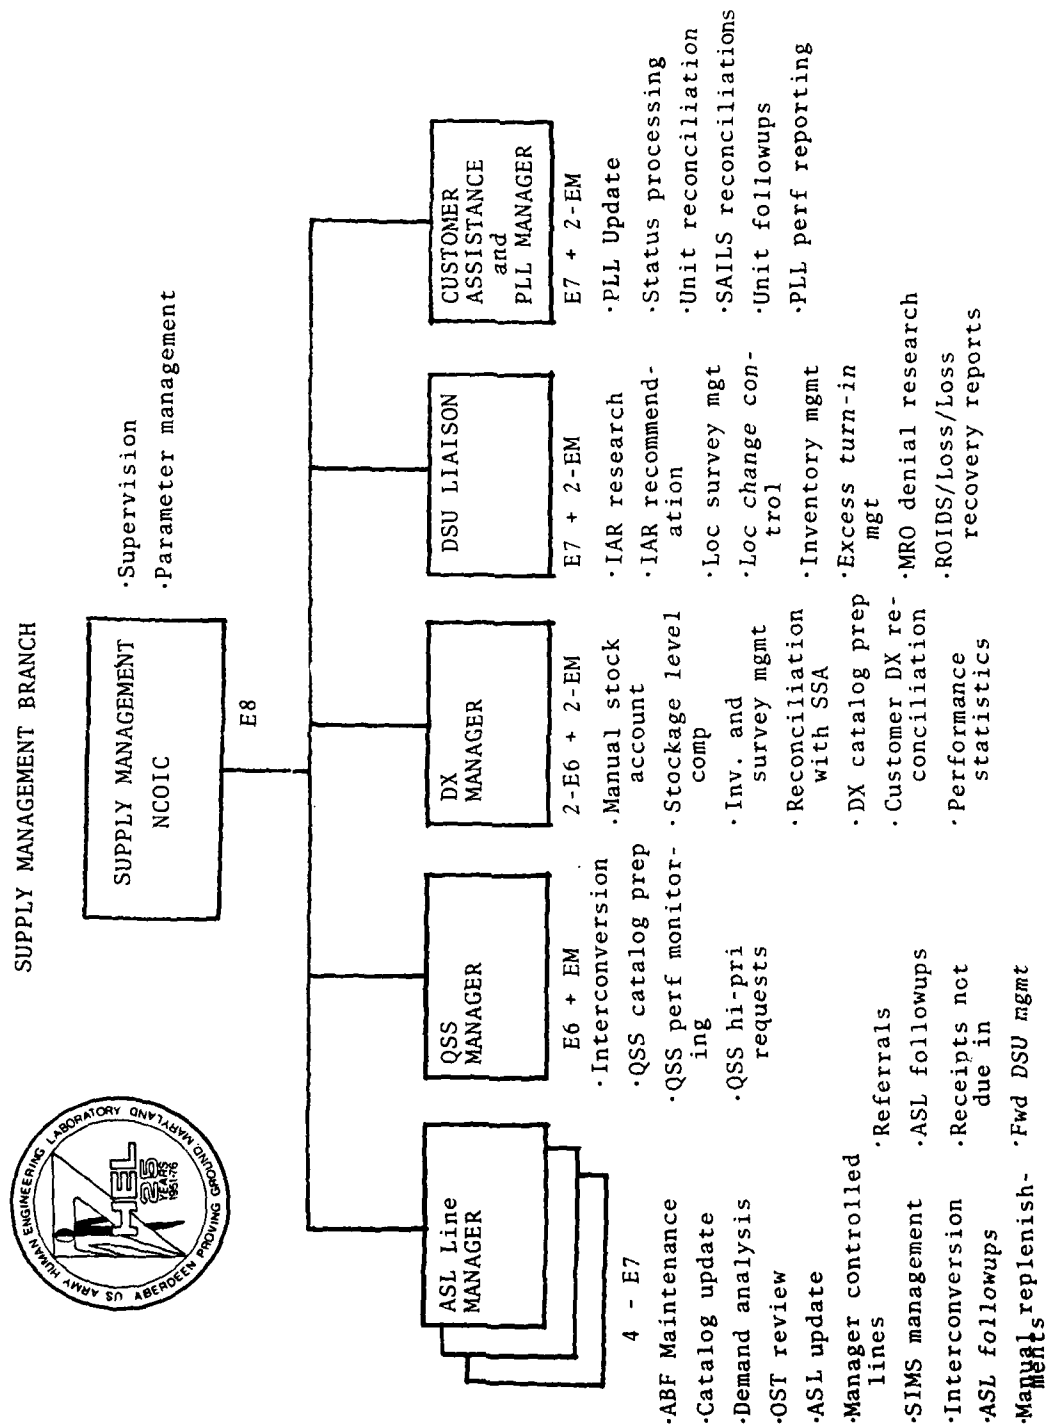 SUPPLY MANAGEMENT BRANCH
US ARMY HUMAN ENGINEERING LABORATORY
ABERDEEN PROVING GROUND, MARYLAND
HEL
25
YEARS
1951-76
SUPPLY MANAGEMENT
NCOIC
E8
·Supervision
·Parameter management
ASL Line
MANAGER
4 - E7
·ABF Maintenance
·Catalog update
·Demand analysis
·OST review
·ASL update
·Manager controlled
lines
·SIMS management
·Interconversion
·ASL followups
·Manual replenish-
ments
·Referrals
·ASL followups
·Receipts not
due in
·Fwd DSU mgmt
QSS
MANAGER
E6 + EM
·Interconversion
·QSS catalog prep
·QSS perf monitor-
ing
·QSS hi-pri
requests
DX
MANAGER
2-E6 + 2-EM
·Manual stock
account
·Stockage level
comp
·Inv. and
survey mgmt
·Reconciliation
with SSA
·DX catalog prep
·Customer DX re-
conciliation
·Performance
statistics
DSU LIAISON
E7 + 2-EM
·IAR research
·IAR recommend-
ation
·Loc survey mgt
·Loc change con-
trol
·Inventory mgmt
·Excess turn-in
mgt
·MRO denial research
·ROIDS/Loss/Loss
recovery reports
CUSTOMER
ASSISTANCE
and
PLL MANAGER
E7 + 2-EM
·PLL Update
·Status processing
·Unit reconciliation
·SAILS reconciliations
·Unit followups
·PLL perf reporting